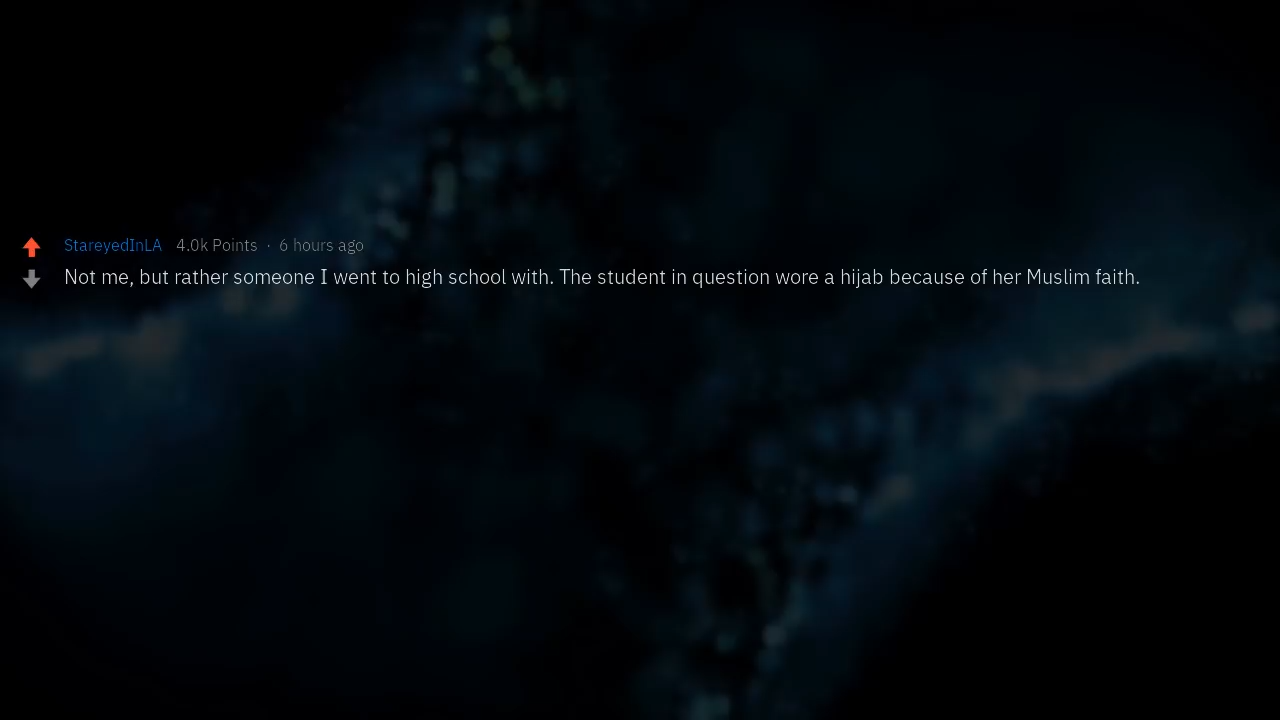 StareyedInLA 4.0k Points · 6 hours ago
Not me, but rather someone I went to high school with. The student in question wore a hijab because of her Muslim faith.